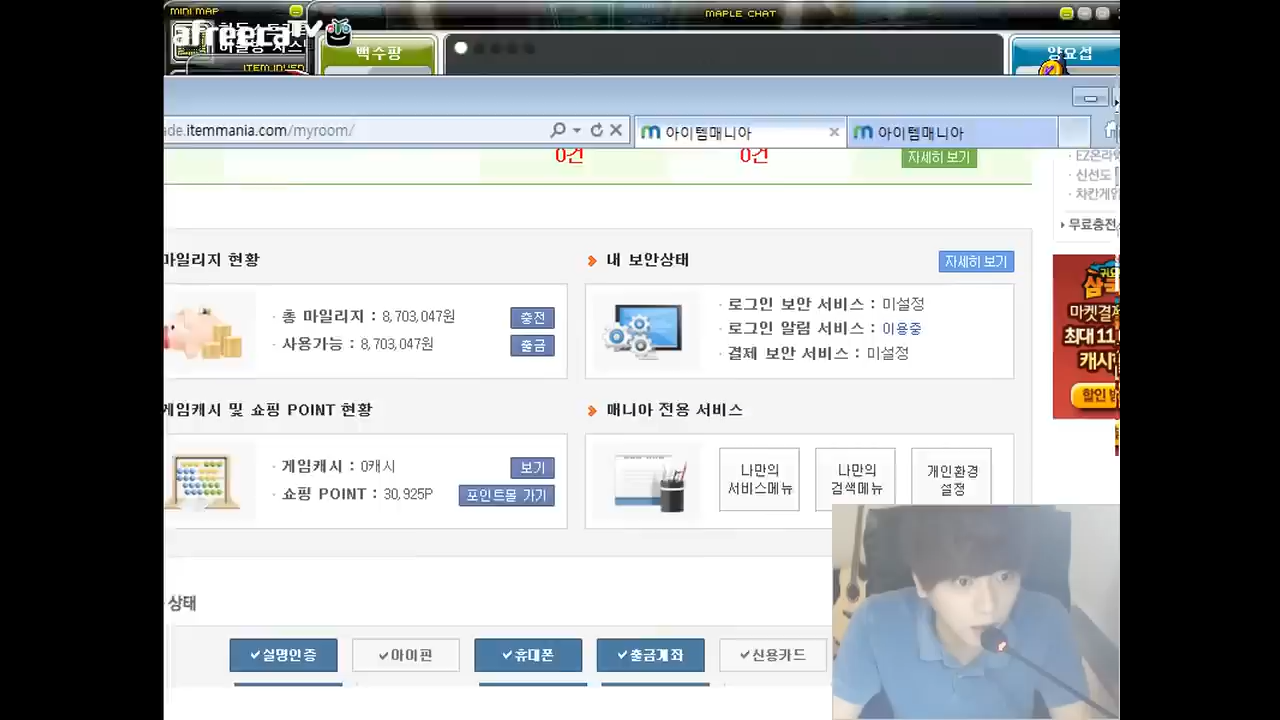 MINI MAP
MAPLE CHAT
afreecaTV
ITEM INVEN
백수팡
양요섭
ade.itemmania.com/myroom/
아이템매니아
아이템매니아
0건
0건
자세히 보기
EZ온라
신선도
차칸게임
무료충전
마일리지 현황
총 마일리지 : 8,703,047원
충전
사용가능 : 8,703,047원
출금
내 보안상태
자세히 보기
로그인 보안 서비스 : 미설정
로그인 알림 서비스 : 이용중
결제 보안 서비스 : 미설정
마켓결제
최대 11
캐시
할인
게임캐시 및 쇼핑 POINT 현황
게임캐시 : 0캐시
보기
쇼핑 POINT : 30,925P
포인트몰 가기
매니아 전용 서비스
나만의
서비스메뉴
나만의
검색메뉴
개인환경
설정
상태
실명인증
아이핀
휴대폰
출금계좌
신용카드